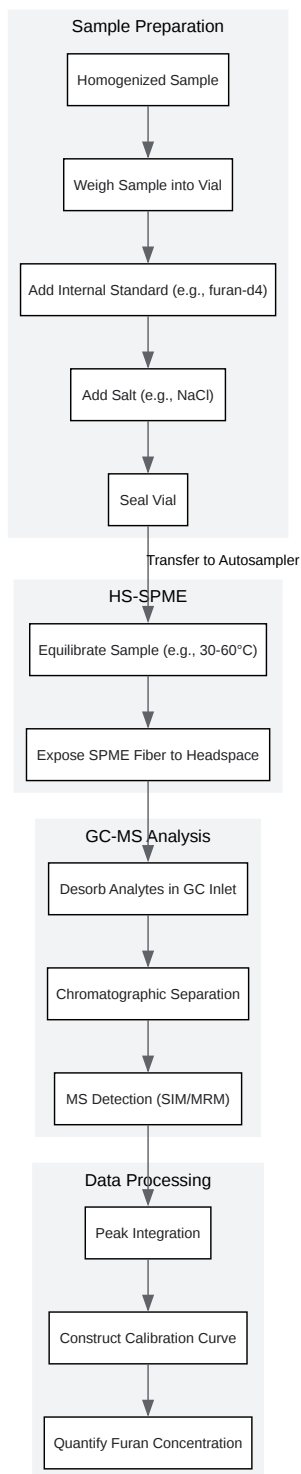 Sample Preparation
Homogenized Sample
Weigh Sample into Vial
Add Internal Standard (e.g., furan-d4)
Add Salt (e.g., NaCl)
Seal Vial
Transfer to Autosampler
HS-SPME
Equilibrate Sample (e.g., 30-60°C)
Expose SPME Fiber to Headspace
GC-MS Analysis
Desorb Analytes in GC Inlet
Chromatographic Separation
MS Detection (SIM/MRM)
Data Processing
Peak Integration
Construct Calibration Curve
Quantify Furan Concentration